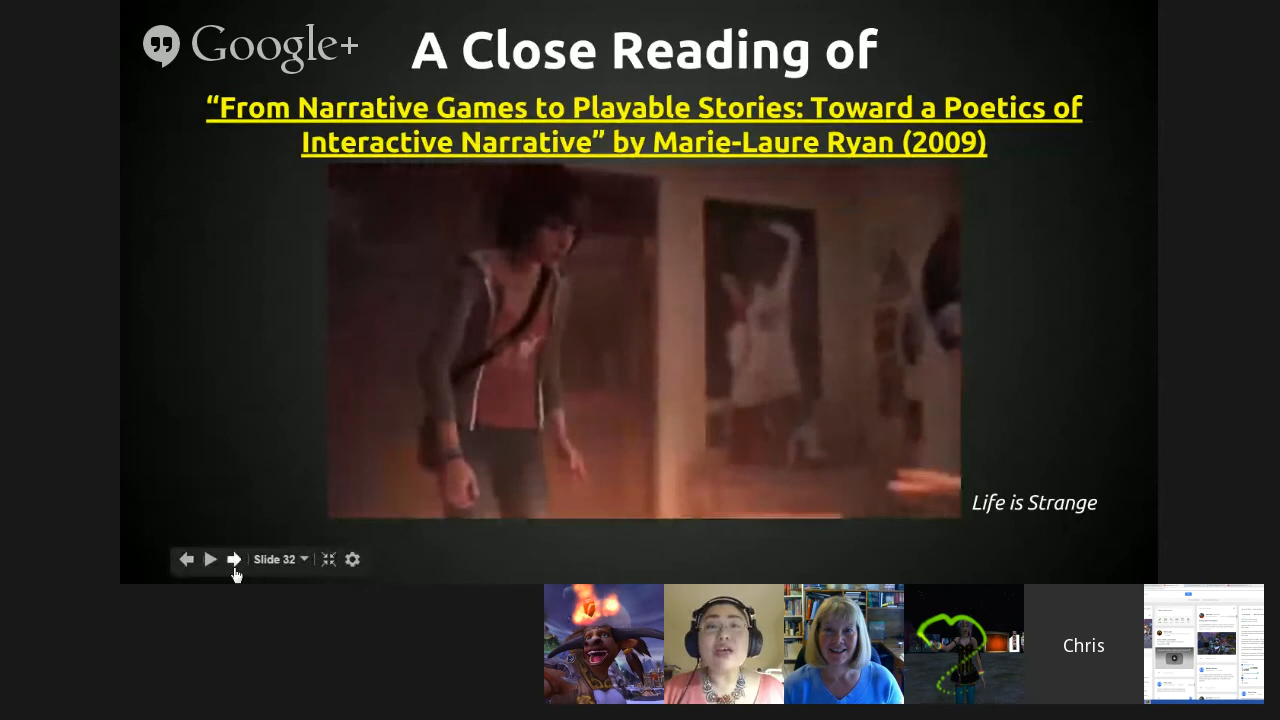 Google+
A Close Reading of
“From Narrative Games to Playable Stories: Toward a Poetics of
Interactive Narrative” by Marie-Laure Ryan (2009)
Life is Strange
Slide 32
Chris